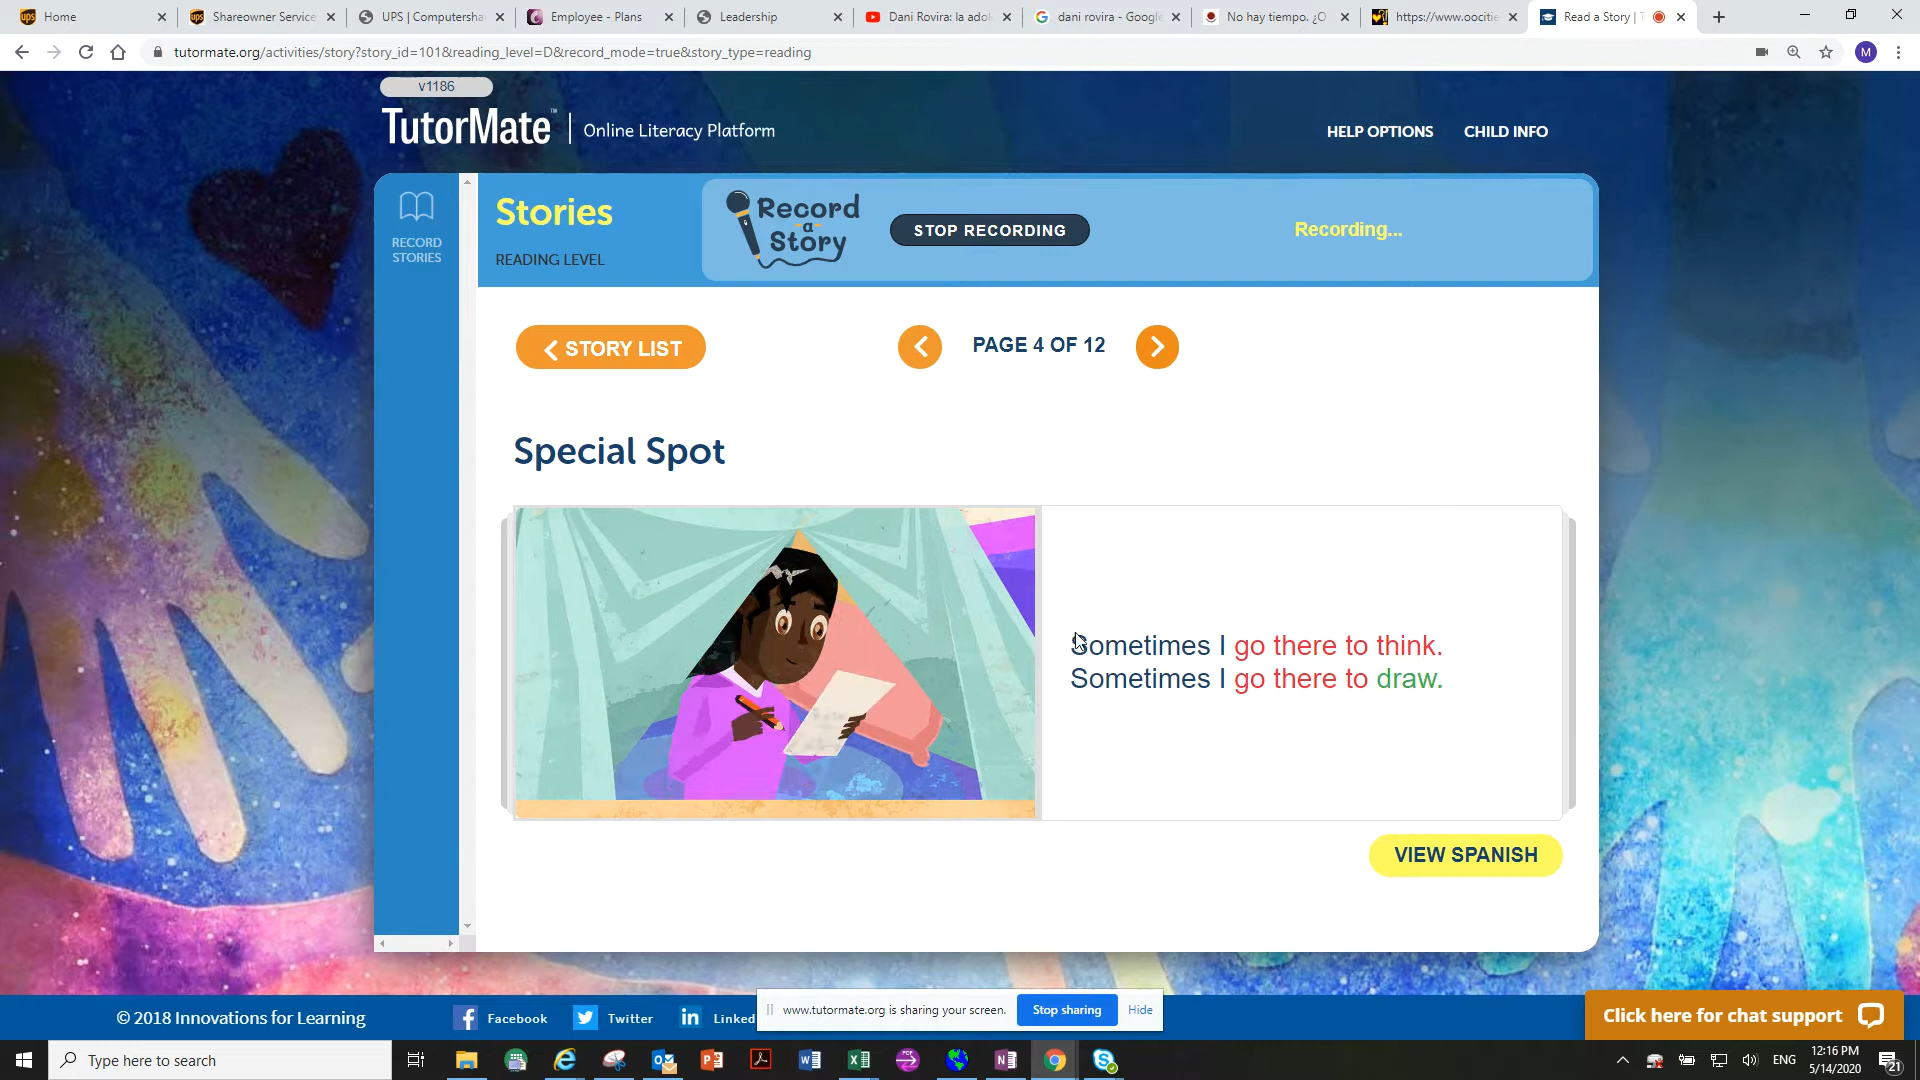 Home
Shareowner Service
UPS | Computersha
Employee - Plans
Leadership
Dani Rovira: la adol
dani rovira - Google
No hay tiempo. ¿O
https://www.oocitie
Read a Story | T
tutormate.org/activities/story?story_id=101&reading_level=D&record_mode=true&story_type=reading
M
v1186
TutorMate™ | Online Literacy Platform
HELP OPTIONS
CHILD INFO
RECORD
STORIES
Stories
READING LEVEL
Record
a
Story
STOP RECORDING
Recording...
STORY LIST
PAGE 4 OF 12
Special Spot
Sometimes I go there to think.
Sometimes I go there to draw.
VIEW SPANISH
© 2018 Innovations for Learning
Facebook
Twitter
Linked
www.tutormate.org is sharing your screen.
Stop sharing
Hide
Click here for chat support
Type here to search
ENG
12:16 PM
5/14/2020
21